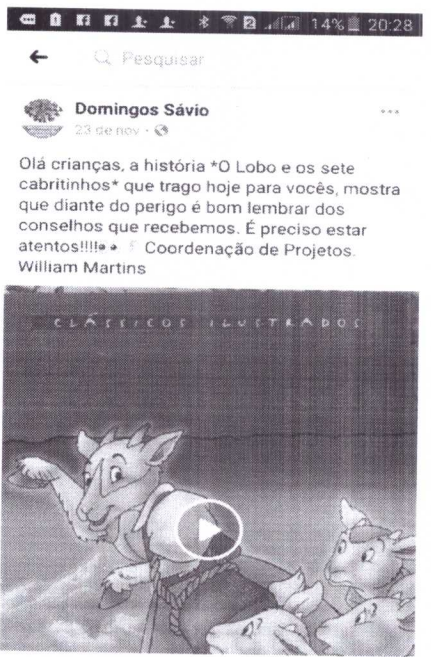 14% 20:28
Pesquisar
Domingos Sávio
23 de nov
Olá crianças, a história *O Lobo e os sete
cabritinhos* que trago hoje para vocês, mostra
que diante do perigo é bom lembrar dos
conselhos que recebemos. É preciso estar
atentos!!!! Coordenação de Projetos.
William Martins
CLÁSSICOS ILUSTRADOS